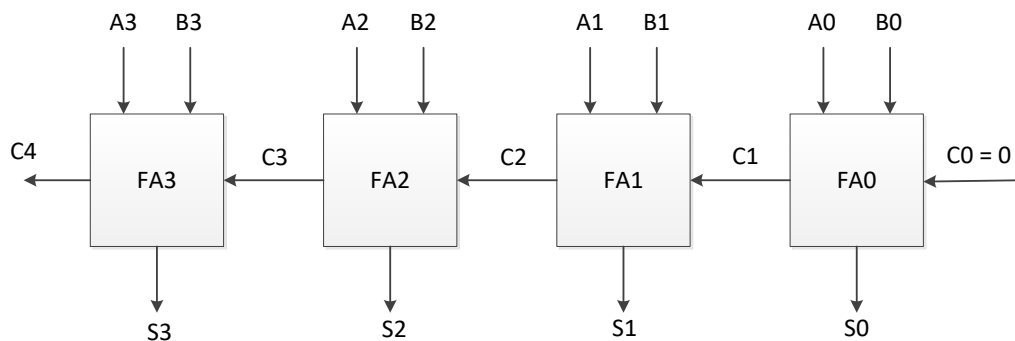 A3 B3 A2 B2 A1 B1 A0 B0
C4 FA3 C3 FA2 C2 FA1 C1 FA0 C0 = 0
S3 S2 S1 S0